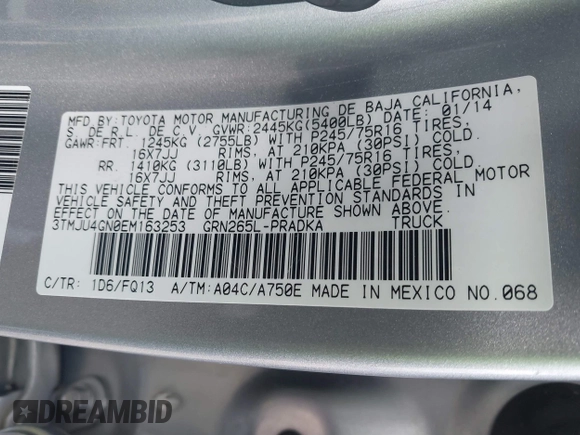 MFD.BY:TOYOTA MOTOR MANUFACTURING DE BAJA CALIFORNIA,
S. DE R.L. DE C.V. GVWR:2445KG(5400LB) DATE: 01/14
GAWR:FRT. 1245KG (2755LB) WITH P245/75R16 TIRES,
16X7JJ RIMS, AT 210KPA (30PSI) COLD.
RR. 1410KG (3110LB) WITH P245/75R16 TIRES,
16X7JJ RIMS, AT 210KPA (30PSI) COLD.
THIS VEHICLE CONFORMS TO ALL APPLICABLE FEDERAL MOTOR
VEHICLE SAFETY AND BUMPER STANDARDS IN
EFFECT ON THE DATE OF MANUFACTURE SHOWN ABOVE.
3TMJU4GN0EM163253 GRN265L-PRADKA TRUCK
C/TR: 1D6/FQ13 A/TM:A04C/A750E MADE IN MEXICO NO.068
DREAMBID